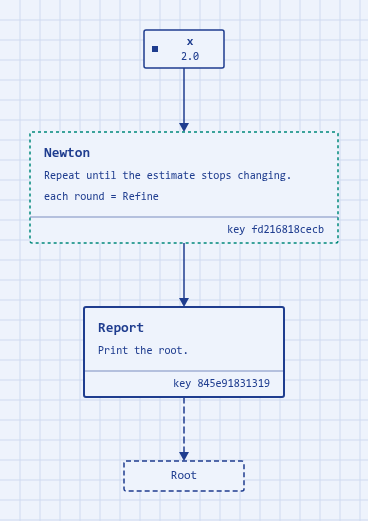 x
2.0
Newton
Repeat until the estimate stops changing.
each round = Refine
key fd216818cecb
Report
Print the root.
key 845e91831319
Root